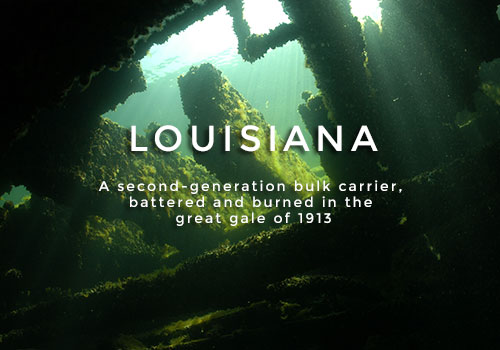 LOUISIANA
A second-generation bulk carrier,
battered and burned in the
great gale of 1913